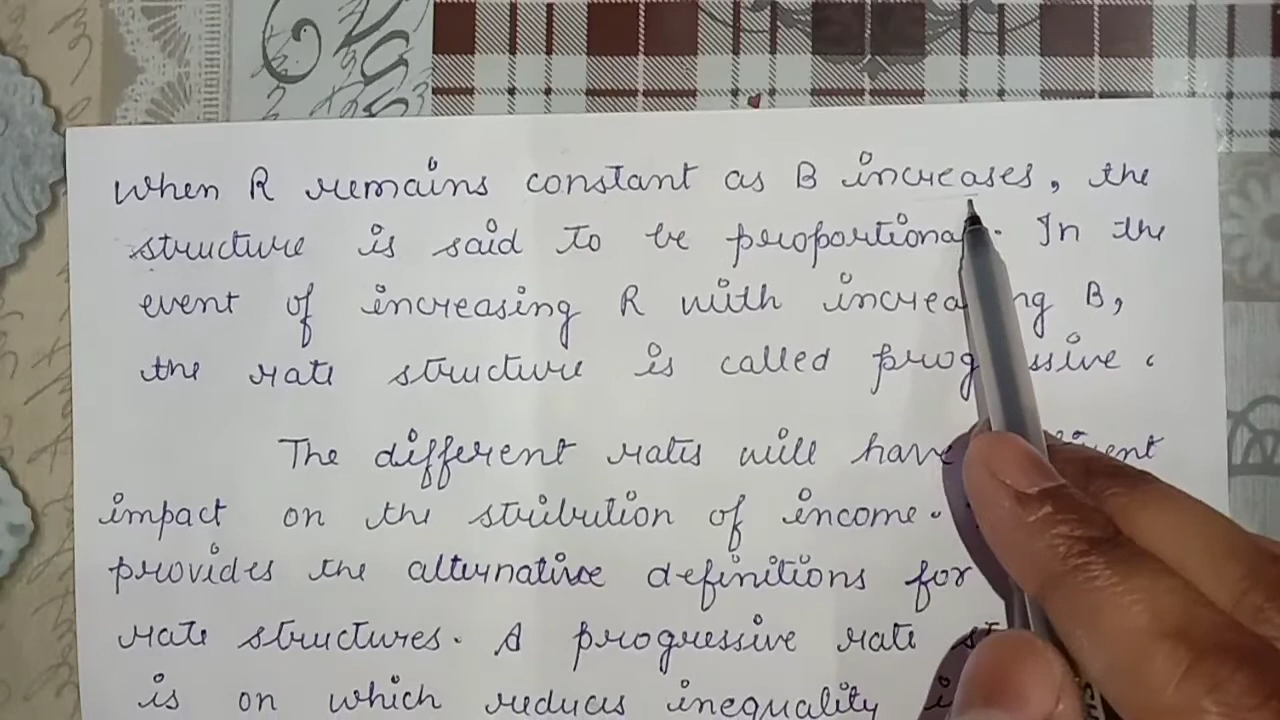 When R remains constant as B increases, the
structure is said to be proportional. In the
event of increasing R with increasing B,
the rate structure is called progressive.
The different rates will have
impact on the stribution of income.
provides the alternative definitions for
rate structures. A progressive rate
is on which reduces inequality